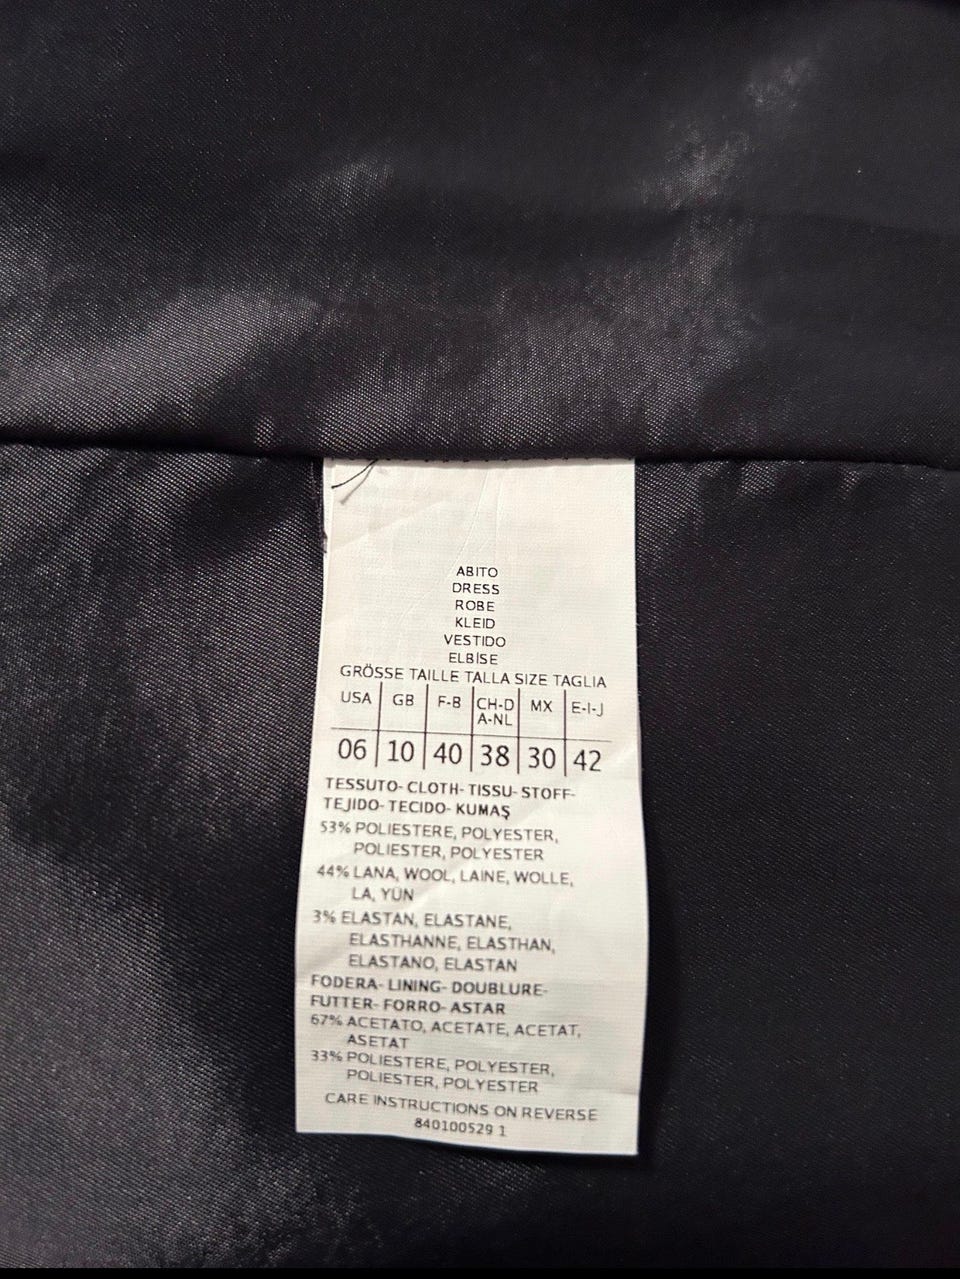 ABITO
DRESS
ROBE
KLEID
VESTIDO
ELBİSE
GRÖSSE TAILLE TALLA SIZE TAGLIA
USA GB F-B CH-D A-NL MX E-I-J
06 10 40 38 30 42
TESSUTO- CLOTH- TISSU- STOFF-
TEJIDO- TECIDO- KUMAŞ
53% POLIESTERE, POLYESTER,
POLIESTER, POLYESTER
44% LANA, WOOL, LAINE, WOLLE,
LA, YÜN
3% ELASTAN, ELASTANE,
ELASTHANNE, ELASTHAN,
ELASTANO, ELASTAN
FODERA- LINING- DOUBLURE-
FUTTER- FORRO- ASTAR
67% ACETATO, ACETATE, ACETAT,
ASETAT
33% POLIESTERE, POLYESTER,
POLIESTER, POLYESTER
CARE INSTRUCTIONS ON REVERSE
840100529 1